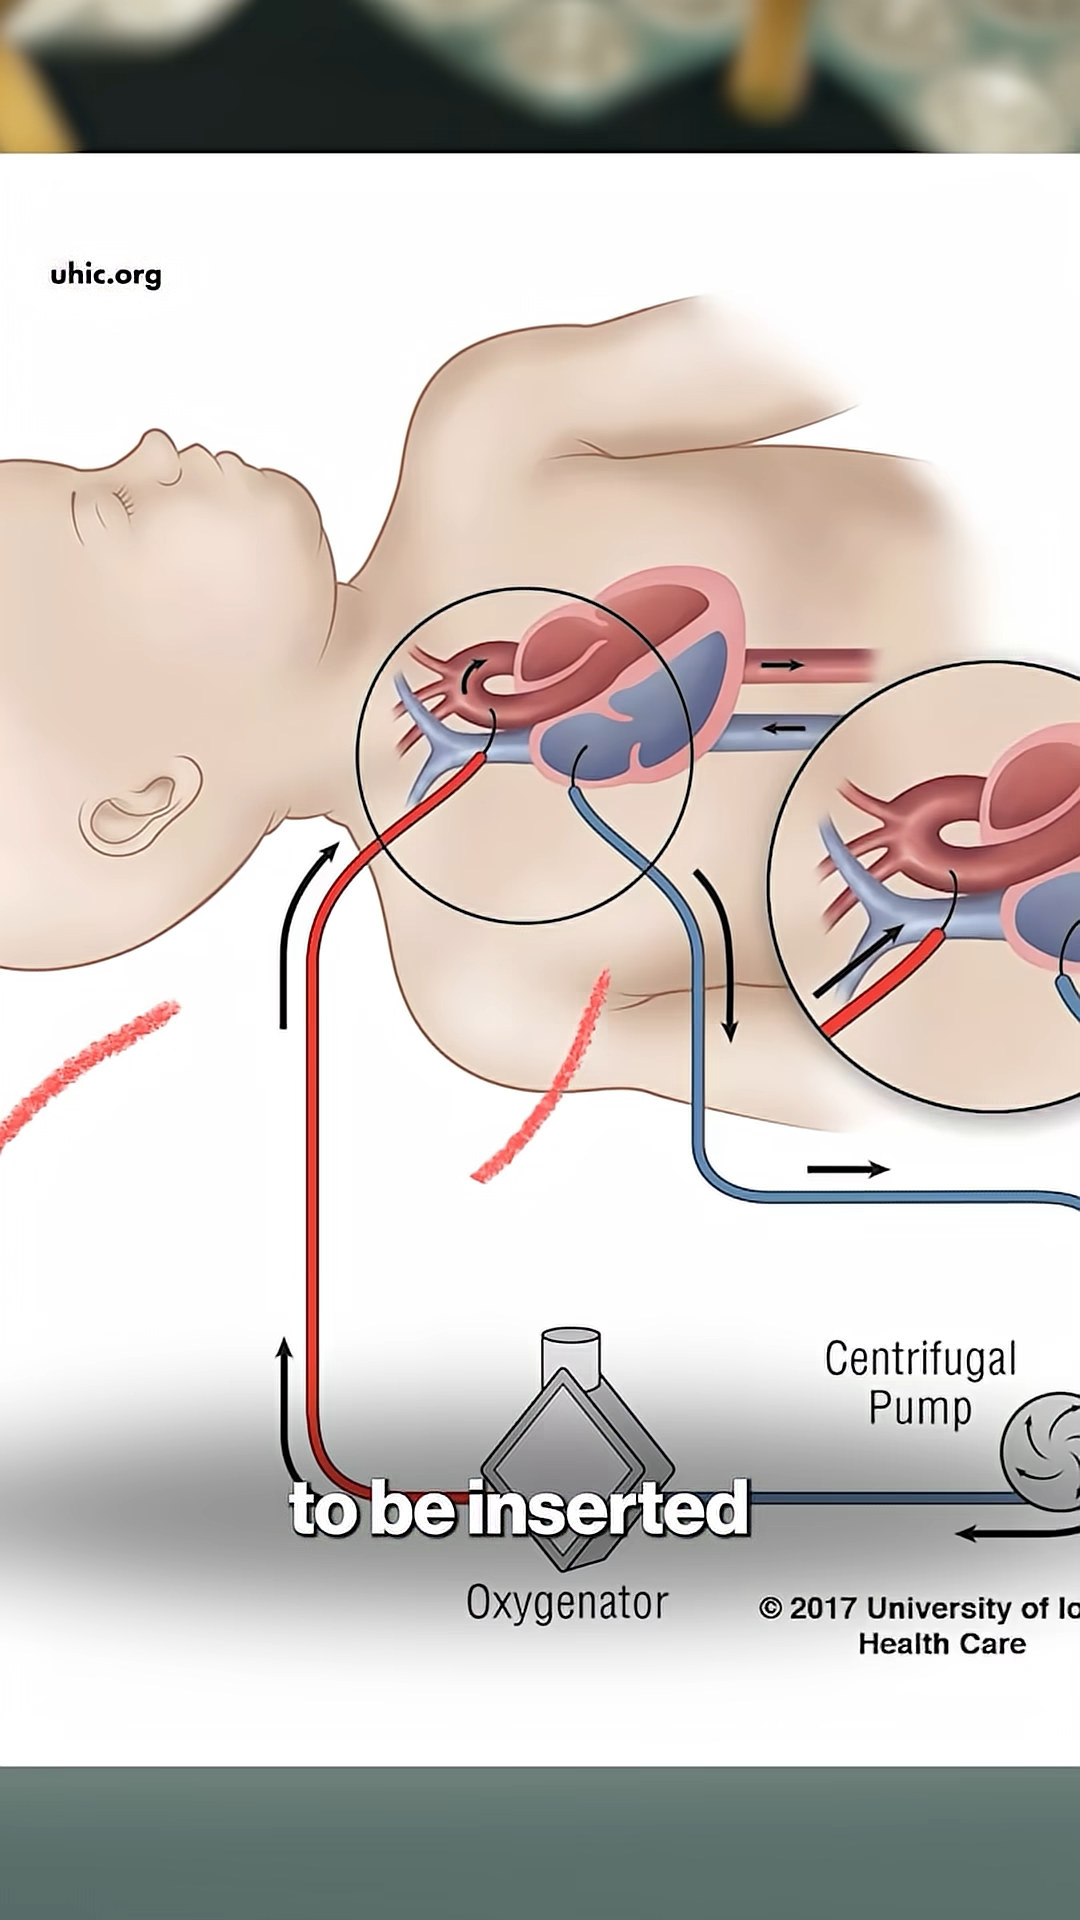 uhic.org
Centrifugal
Pump
to be inserted
Oxygenator
© 2017 University of Io
Health Care